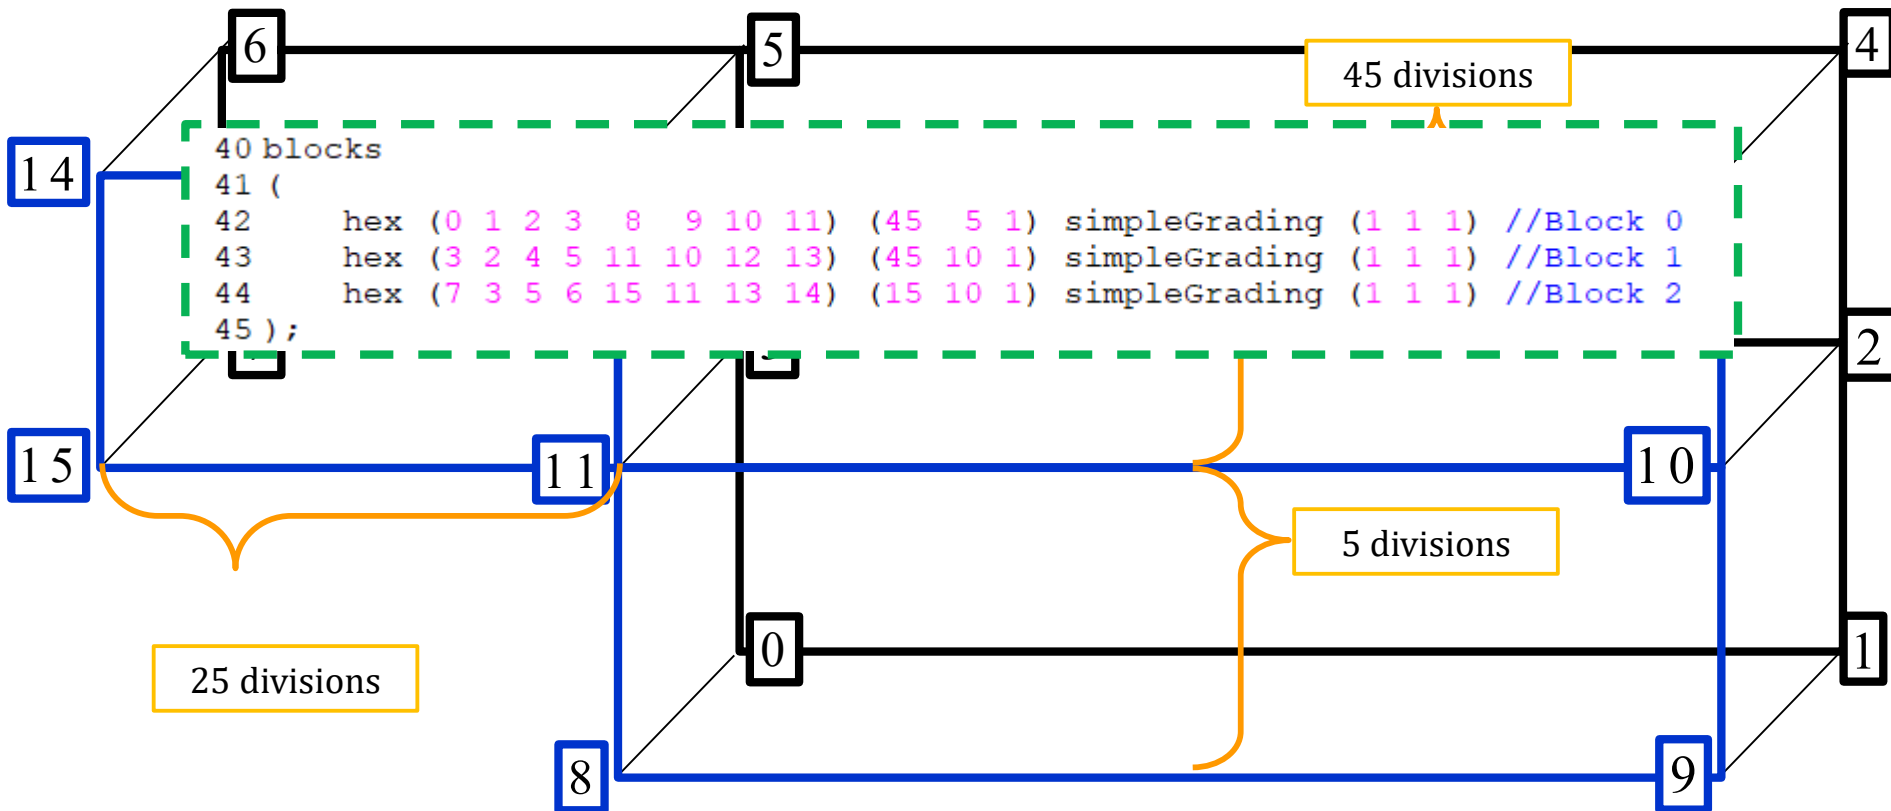 6
5
4
45 divisions
14
40 blocks
41 (
42 hex (0 1 2 3 8 9 10 11) (45 5 1) simpleGrading (1 1 1) //Block 0
43 hex (3 2 4 5 11 10 12 13) (45 10 1) simpleGrading (1 1 1) //Block 1
44 hex (7 3 5 6 15 11 13 14) (15 10 1) simpleGrading (1 1 1) //Block 2
45 );
2
15
11
10
5 divisions
0
1
25 divisions
8
9